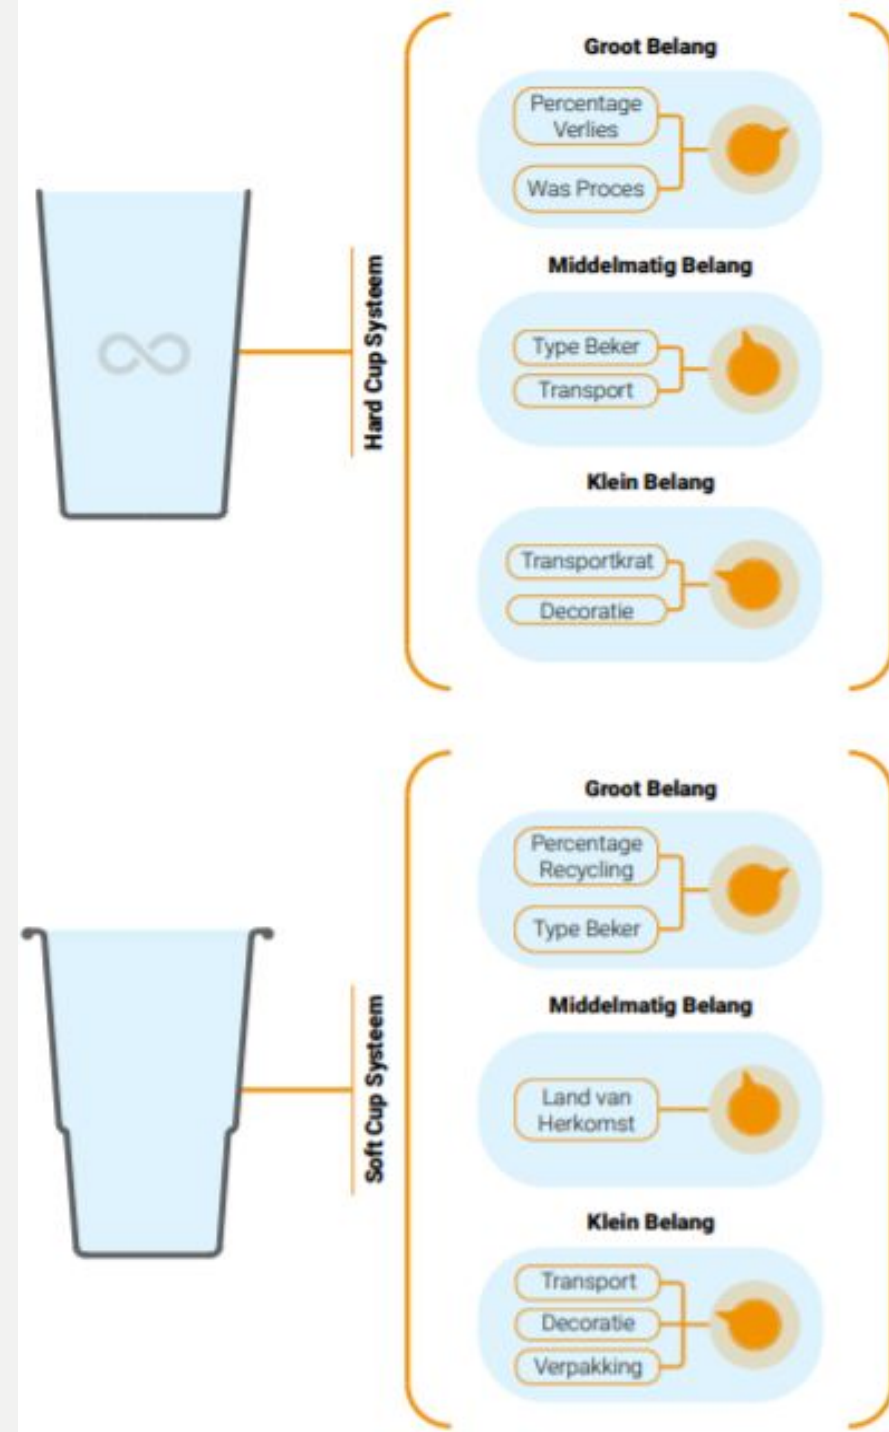 Hard Cup Systeem
Groot Belang
Percentage
Verlies
Was Proces
Middelmatig Belang
Type Beker
Transport
Klein Belang
Transportkrat
Decoratie
Soft Cup Systeem
Groot Belang
Percentage
Recycling
Type Beker
Middelmatig Belang
Land van
Herkomst
Klein Belang
Transport
Decoratie
Verpakking